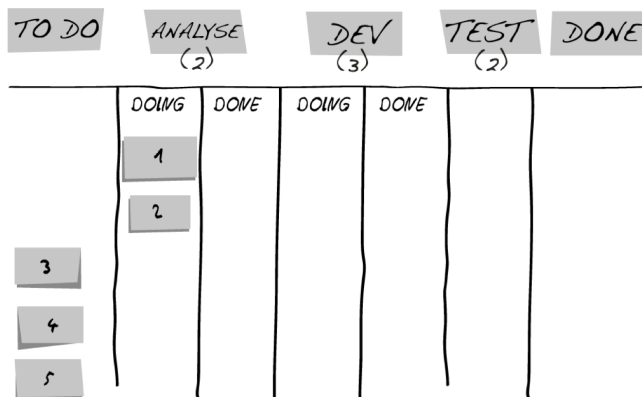 TO DO ANALYSE DEV TEST DONE
(2) (3) (2)
DOING DONE DOING DONE
1
2
3
4
5